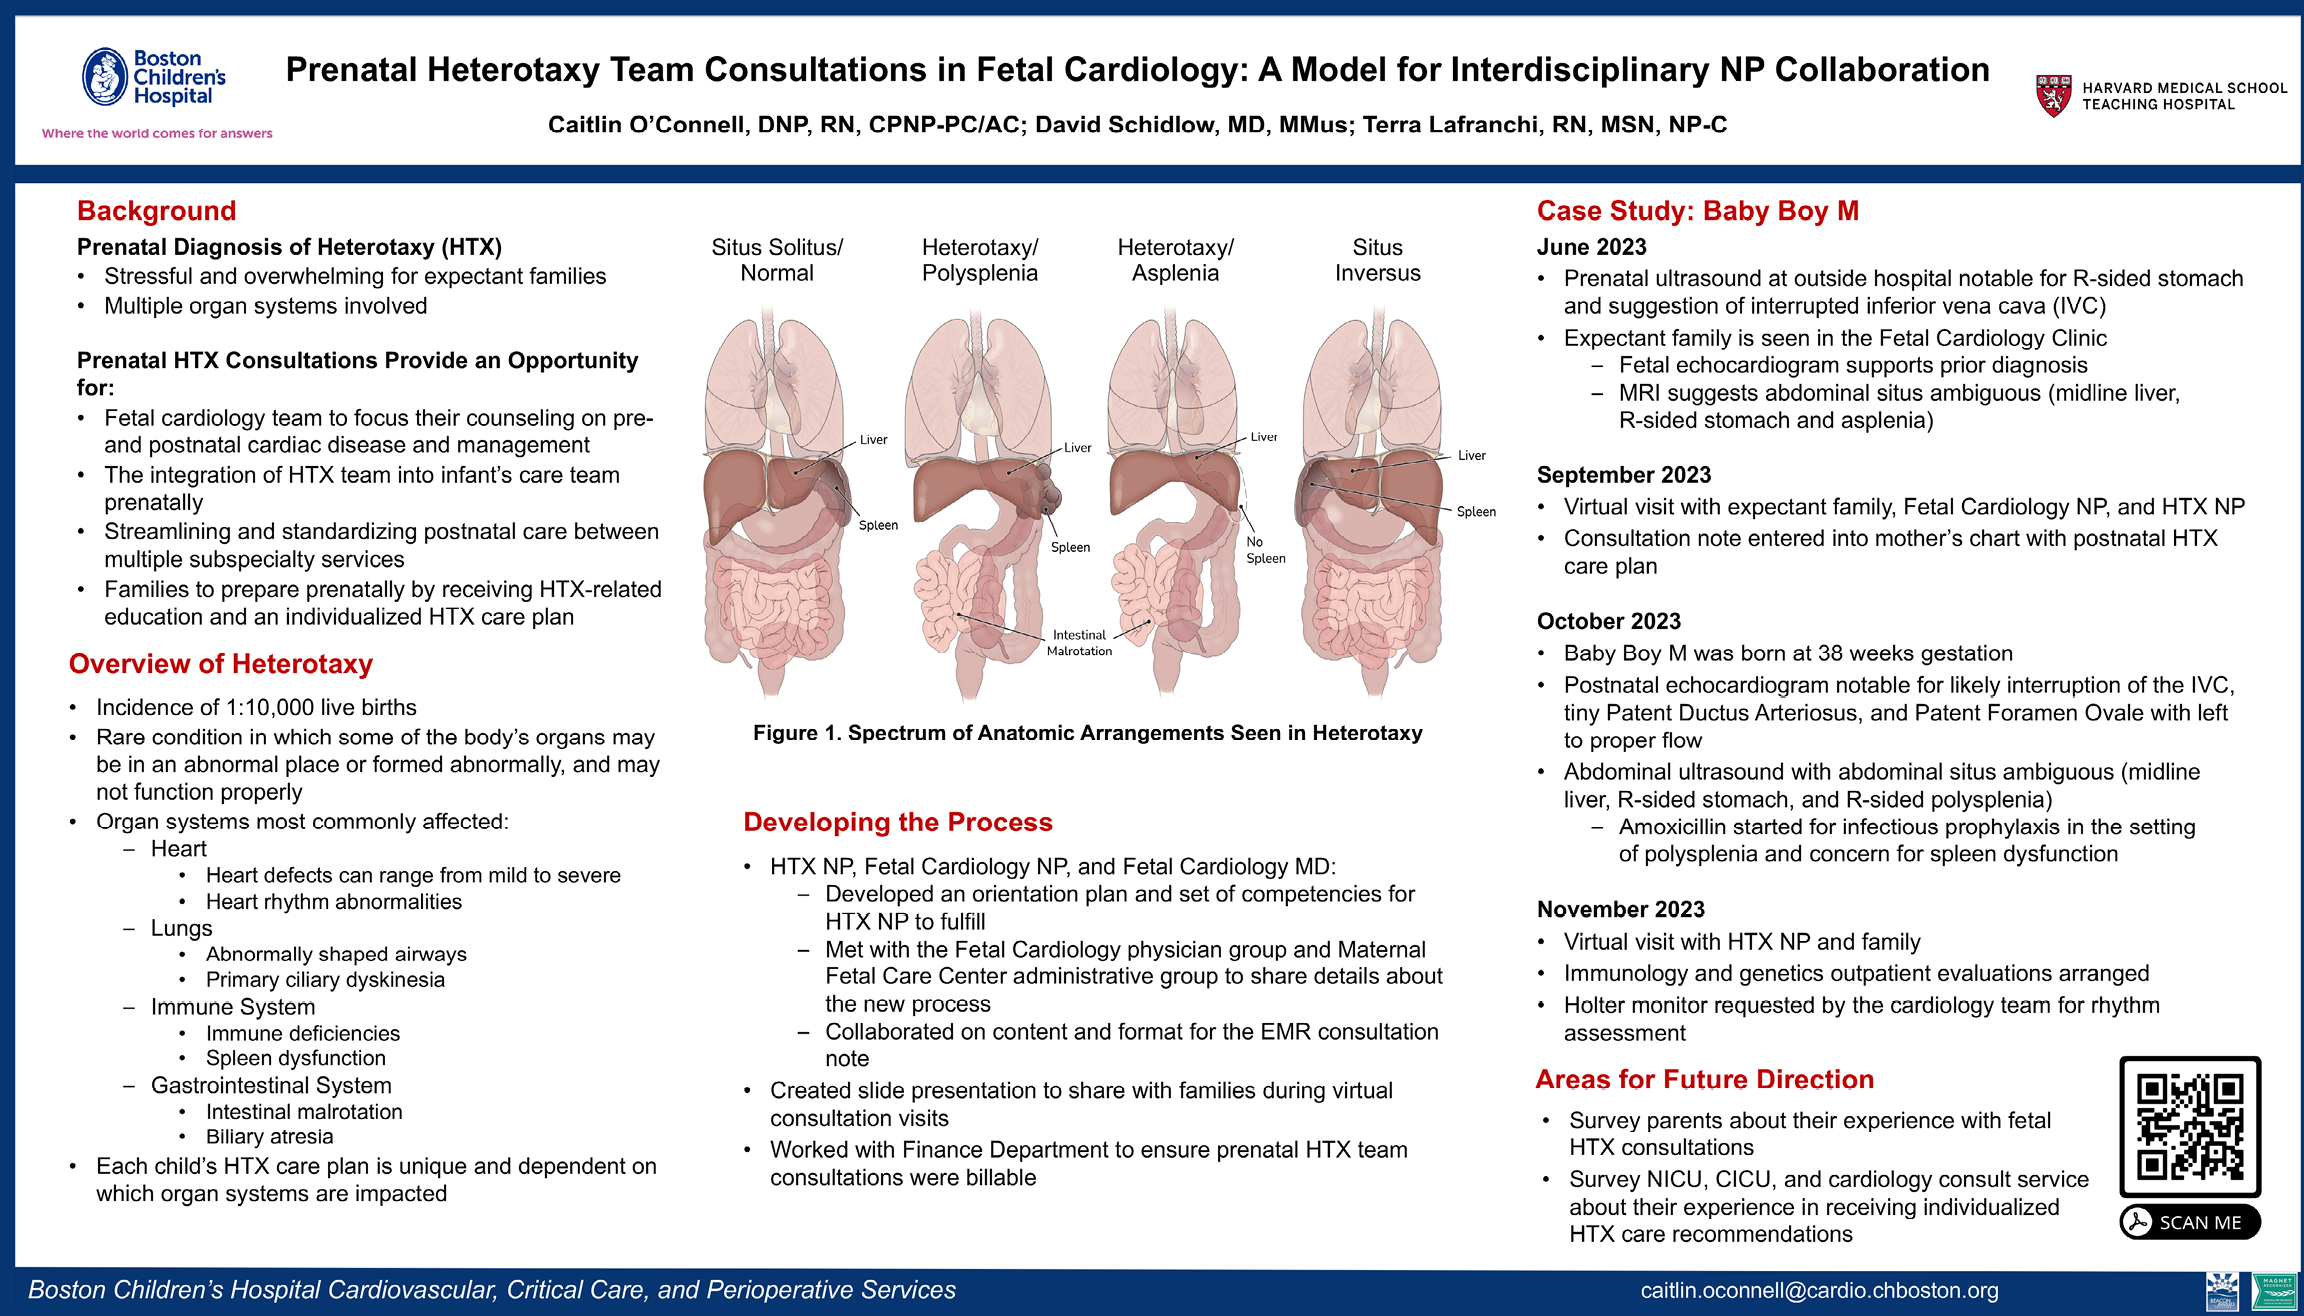 Boston
Children's
Hospital
Where the world comes for answers
Prenatal Heterotaxy Team Consultations in Fetal Cardiology: A Model for Interdisciplinary NP Collaboration
Caitlin O'Connell, DNP, RN, CPNP-PC/AC; David Schidlow, MD, MMus; Terra Lafranchi, RN, MSN, NP-C
HARVARD MEDICAL SCHOOL
TEACHING HOSPITAL
Background
Prenatal Diagnosis of Heterotaxy (HTX)
• Stressful and overwhelming for expectant families
• Multiple organ systems involved
Prenatal HTX Consultations Provide an Opportunity
for:
• Fetal cardiology team to focus their counseling on pre-
and postnatal cardiac disease and management
• The integration of HTX team into infant's care team
prenatally
• Streamlining and standardizing postnatal care between
multiple subspecialty services
• Families to prepare prenatally by receiving HTX-related
education and an individualized HTX care plan
Overview of Heterotaxy
• Incidence of 1:10,000 live births
• Rare condition in which some of the body's organs may
be in an abnormal place or formed abnormally, and may
not function properly
• Organ systems most commonly affected:
– Heart
• Heart defects can range from mild to severe
• Heart rhythm abnormalities
– Lungs
• Abnormally shaped airways
• Primary ciliary dyskinesia
– Immune System
• Immune deficiencies
• Spleen dysfunction
– Gastrointestinal System
• Intestinal malrotation
• Biliary atresia
• Each child's HTX care plan is unique and dependent on
which organ systems are impacted
Situs Solitus/
Normal
Heterotaxy/
Polysplenia
Heterotaxy/
Asplenia
Situs
Inversus
Liver
Spleen
Liver
Spleen
Liver
No
Spleen
Liver
Spleen
Intestinal
Malrotation
Figure 1. Spectrum of Anatomic Arrangements Seen in Heterotaxy
Developing the Process
• HTX NP, Fetal Cardiology NP, and Fetal Cardiology MD:
– Developed an orientation plan and set of competencies for
HTX NP to fulfill
– Met with the Fetal Cardiology physician group and Maternal
Fetal Care Center administrative group to share details about
the new process
– Collaborated on content and format for the EMR consultation
note
• Created slide presentation to share with families during virtual
consultation visits
• Worked with Finance Department to ensure prenatal HTX team
consultations were billable
Case Study: Baby Boy M
June 2023
• Prenatal ultrasound at outside hospital notable for R-sided stomach
and suggestion of interrupted inferior vena cava (IVC)
• Expectant family is seen in the Fetal Cardiology Clinic
– Fetal echocardiogram supports prior diagnosis
– MRI suggests abdominal situs ambiguous (midline liver,
R-sided stomach and asplenia)
September 2023
• Virtual visit with expectant family, Fetal Cardiology NP, and HTX NP
• Consultation note entered into mother's chart with postnatal HTX
care plan
October 2023
• Baby Boy M was born at 38 weeks gestation
• Postnatal echocardiogram notable for likely interruption of the IVC,
tiny Patent Ductus Arteriosus, and Patent Foramen Ovale with left
to proper flow
• Abdominal ultrasound with abdominal situs ambiguous (midline
liver, R-sided stomach, and R-sided polysplenia)
– Amoxicillin started for infectious prophylaxis in the setting
of polysplenia and concern for spleen dysfunction
November 2023
• Virtual visit with HTX NP and family
• Immunology and genetics outpatient evaluations arranged
• Holter monitor requested by the cardiology team for rhythm
assessment
Areas for Future Direction
• Survey parents about their experience with fetal
HTX consultations
• Survey NICU, CICU, and cardiology consult service
about their experience in receiving individualized
HTX care recommendations
SCAN ME
Boston Children's Hospital Cardiovascular, Critical Care, and Perioperative Services
caitlin.oconnell@cardio.chboston.org
MAGNET
RECOGNIZED